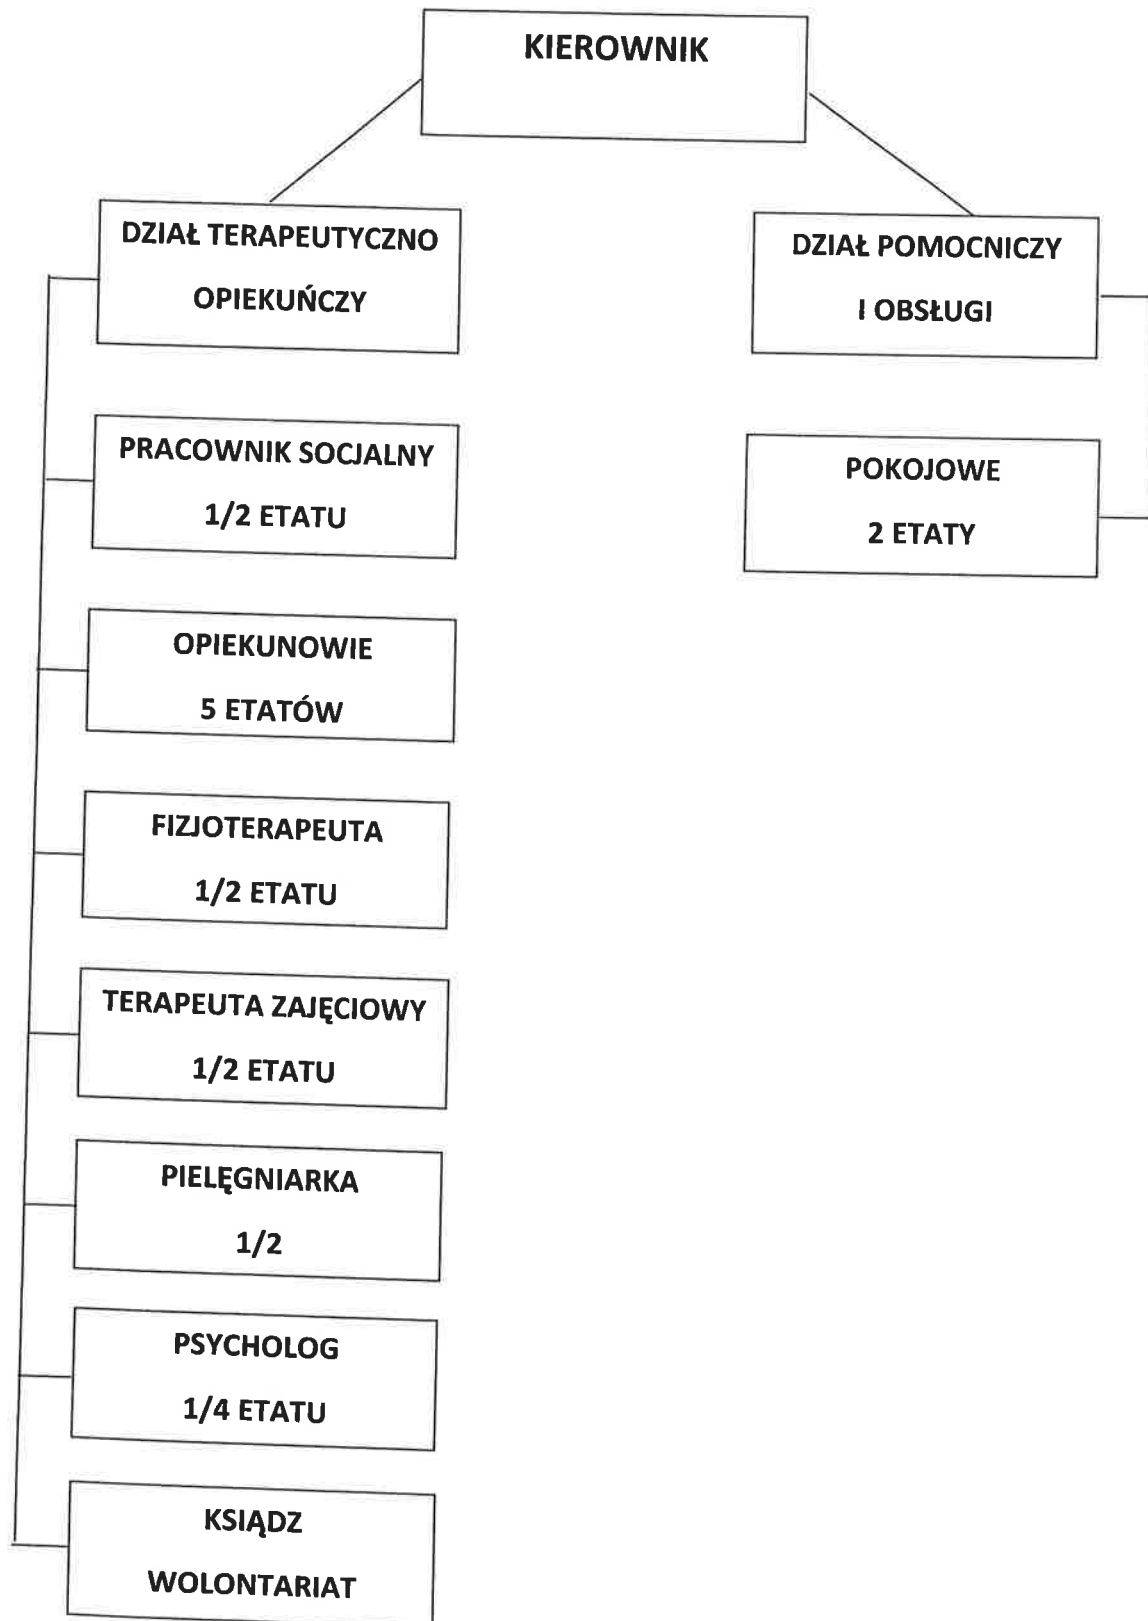 KIEROWNIK
DZIAŁ TERAPEUTYCZNO
OPIEKUŃCZY
PRACOWNIK SOCJALNY
1/2 ETATU
OPIEKUNOWIE
5 ETATÓW
FIZJOTERAPEUTA
1/2 ETATU
TERAPEUTA ZAJĘCIOWY
1/2 ETATU
PIELĘGNIARKA
1/2
PSYCHOLOG
1/4 ETATU
KSIĄDZ
WOLONTARIAT
DZIAŁ POMOCNICZY
I OBSŁUGI
POKOJOWE
2 ETATY